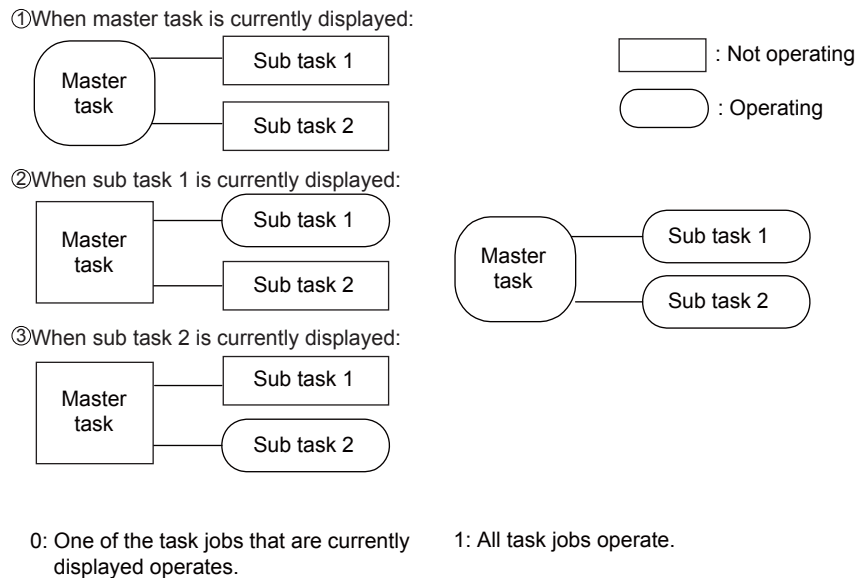 ①When master task is currently displayed:
Master
task
Sub task 1
Sub task 2
: Not operating
: Operating
②When sub task 1 is currently displayed:
Master
task
Sub task 1
Sub task 2
Master
task
Sub task 1
Sub task 2
③When sub task 2 is currently displayed:
Master
task
Sub task 1
Sub task 2
0: One of the task jobs that are currently
displayed operates.
1: All task jobs operate.